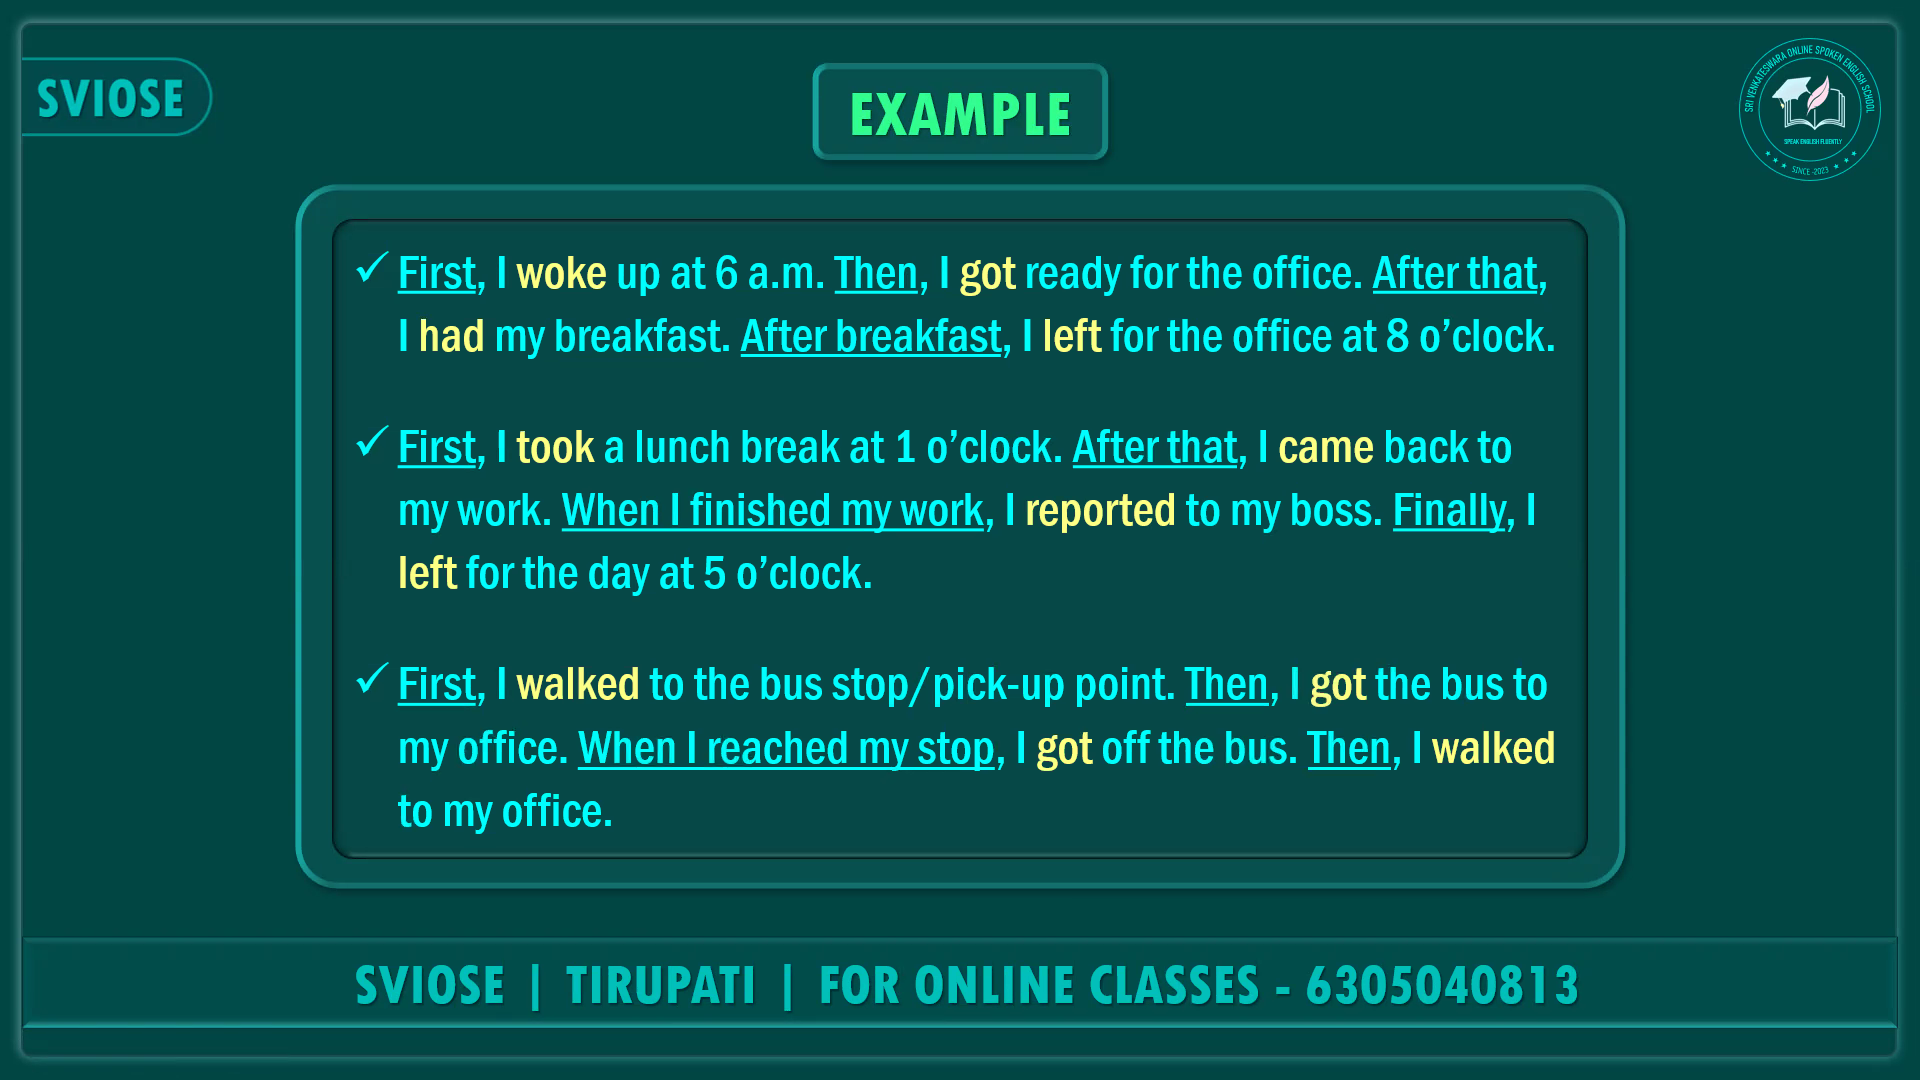 SVIOSE
EXAMPLE
SRI VENKATESWARA ONLINE SPOKEN ENGLISH SCHOOL
SPEAK ENGLISH FLUENTLY
SINCE -2023
✓ First, I woke up at 6 a.m. Then, I got ready for the office. After that,
I had my breakfast. After breakfast, I left for the office at 8 o’clock.
✓ First, I took a lunch break at 1 o’clock. After that, I came back to
my work. When I finished my work, I reported to my boss. Finally, I
left for the day at 5 o’clock.
✓ First, I walked to the bus stop/pick-up point. Then, I got the bus to
my office. When I reached my stop, I got off the bus. Then, I walked
to my office.
SVIOSE | TIRUPATI | FOR ONLINE CLASSES - 6305040813